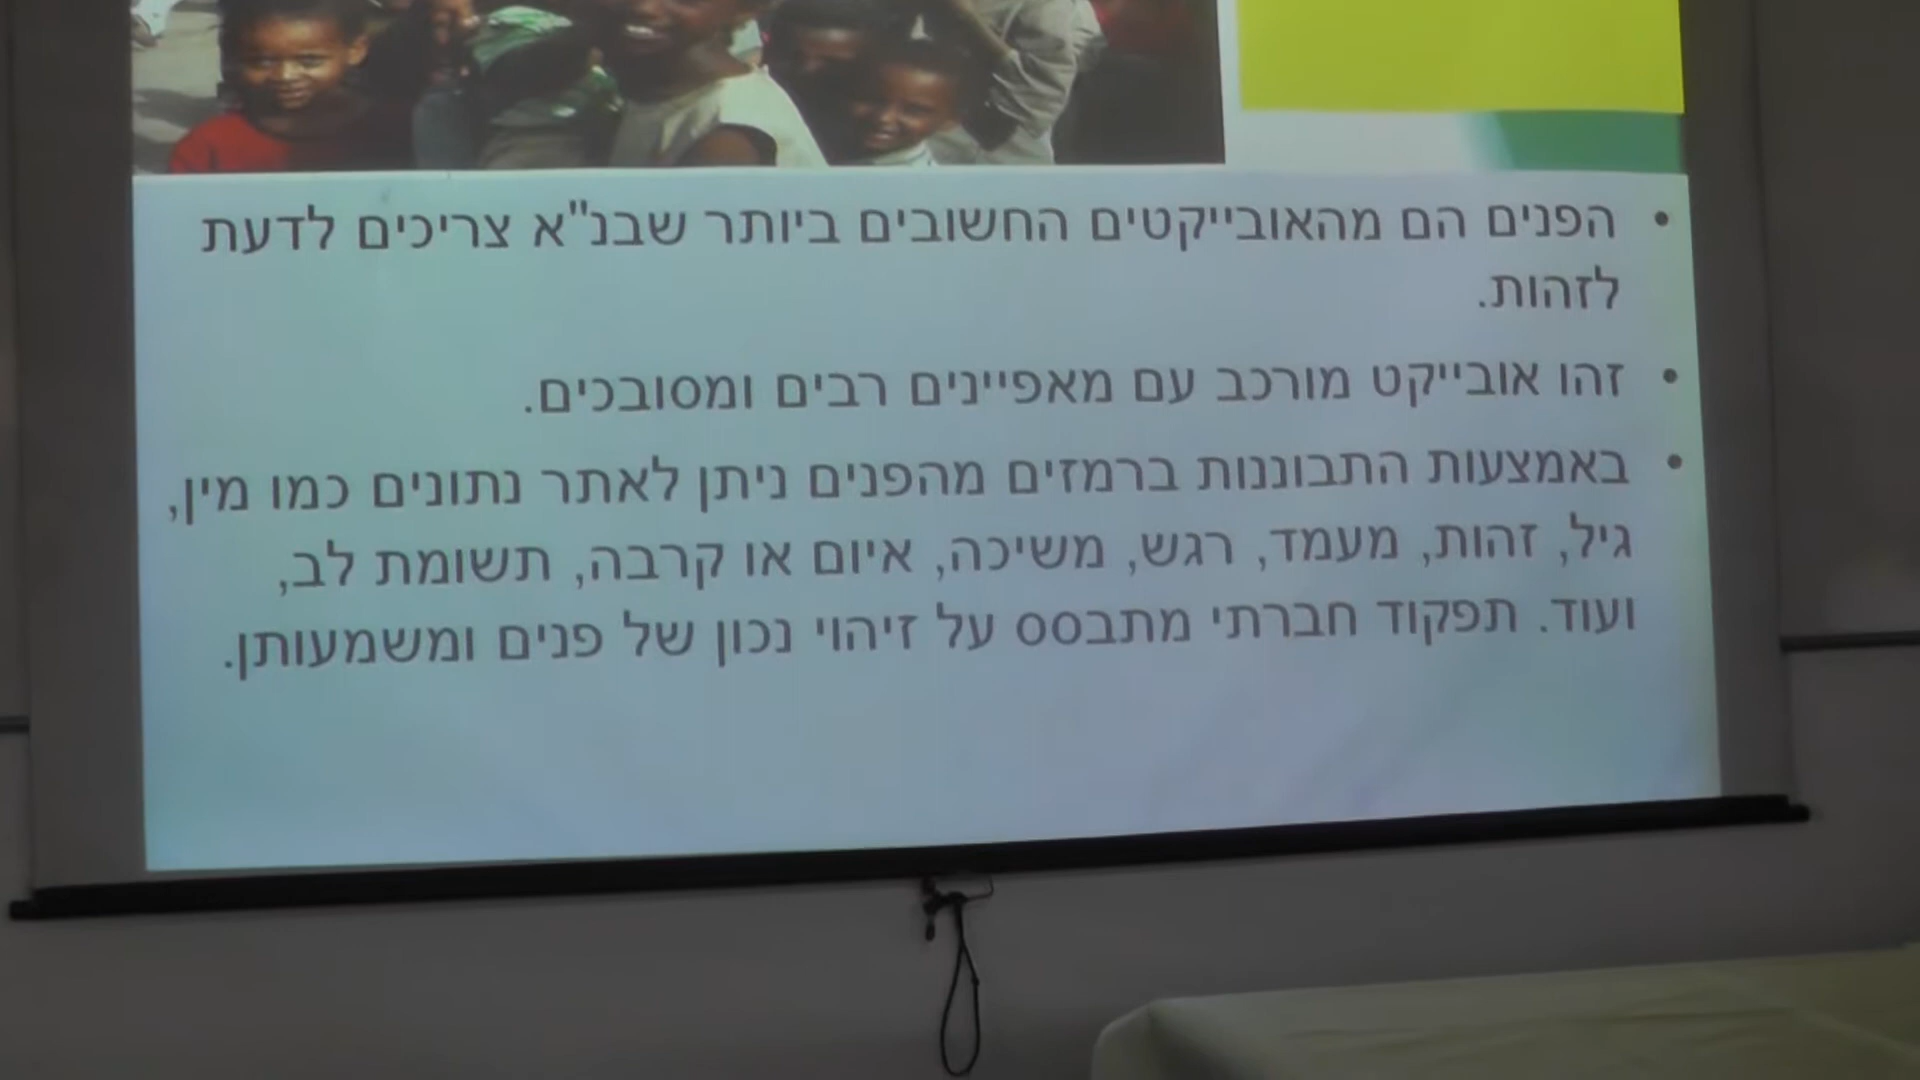 • הפנים הם מהאובייקטים החשובים ביותר שבנ"א צריכים לדעת
לזהות.
• זהו אובייקט מורכב עם מאפיינים רבים ומסובכים.
• באמצעות התבוננות ברמזים מהפנים ניתן לאתר נתונים כמו מין,
גיל, זהות, מעמד, רגש, משיכה, איום או קרבה, תשומת לב,
ועוד. תפקוד חברתי מתבסס על זיהוי נכון של פנים ומשמעותן.